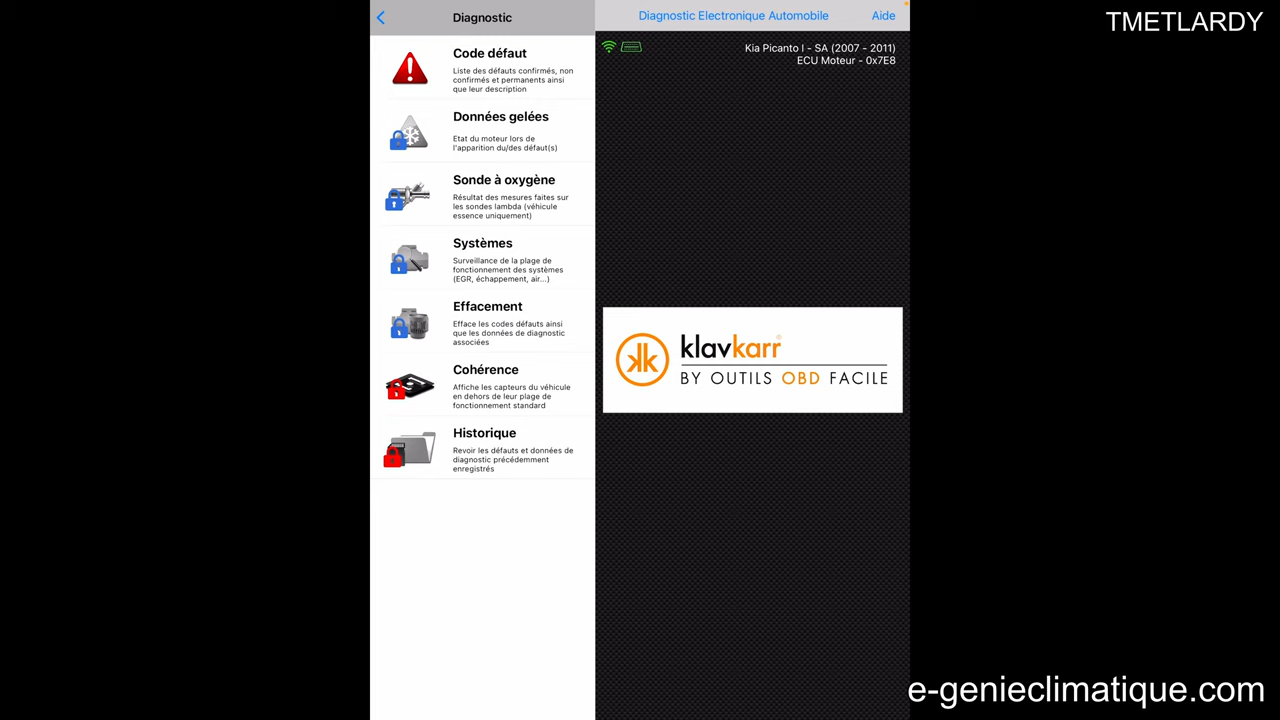 TMETLARDY
Diagnostic
Diagnostic Electronique Automobile
Aide
Kia Picanto I - SA (2007 - 2011)
ECU Moteur - 0x7E8
Code défaut
Liste des défauts confirmés, non
confirmés et permanents ainsi
que leur description
Données gelées
Etat du moteur lors de
l'apparition du/des défaut(s)
Sonde à oxygène
Résultat des mesures faites sur
les sondes lambda (véhicule
essence uniquement)
Systèmes
Surveillance de la plage de
fonctionnement des systèmes
(EGR, échappement, air...)
Effacement
Efface les codes défauts ainsi
que les données de diagnostic
associées
Cohérence
Affiche les capteurs du véhicule
en dehors de leur plage de
fonctionnement standard
Historique
Revoir les défauts et données de
diagnostic précédemment
enregistrés
klavkarr
BY OUTILS OBD FACILE
e-genieclimatique.com